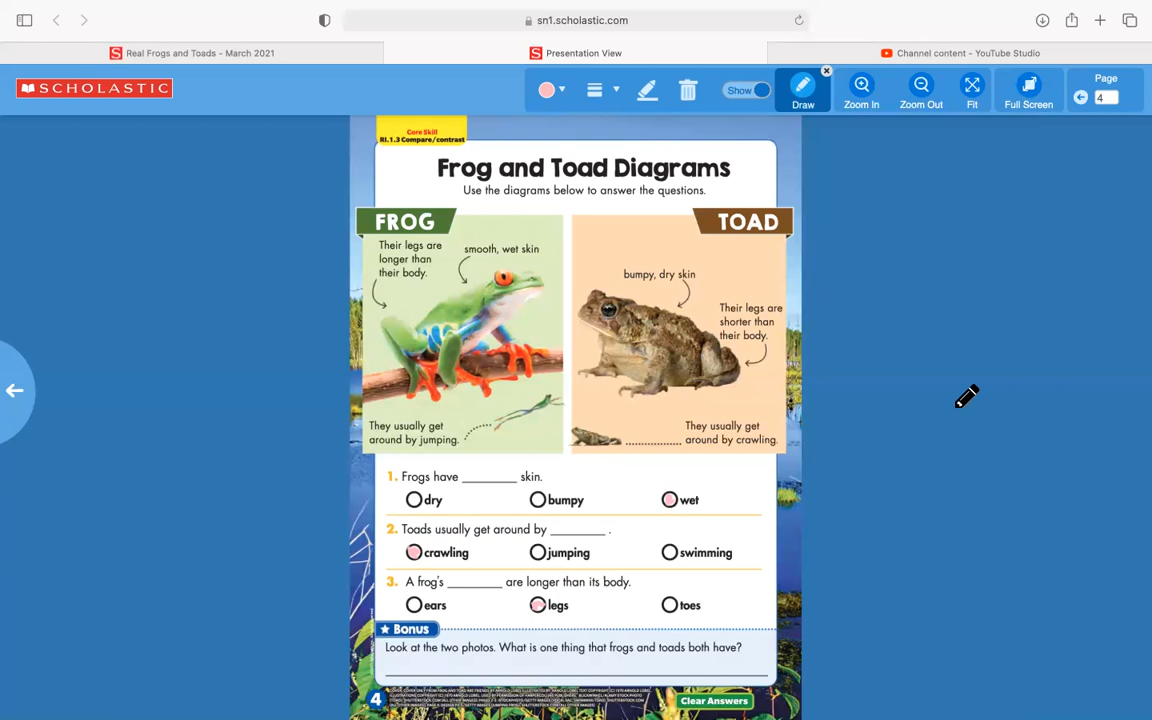 sn1.scholastic.com
S Real Frogs and Toads - March 2021
S Presentation View
Channel content - YouTube Studio
SCHOLASTIC
Show
Draw
Zoom In
Zoom Out
Fit
Full Screen
Page
4
Core Skill
RI.1.3 Compare/contrast
Frog and Toad Diagrams
Use the diagrams below to answer the questions.
FROG
Their legs are
longer than
their body.
smooth, wet skin
They usually get
around by jumping.
TOAD
bumpy, dry skin
Their legs are
shorter than
their body.
They usually get
around by crawling.
1. Frogs have ________ skin.
dry bumpy wet
2. Toads usually get around by ________ .
crawling jumping swimming
3. A frog's ________ are longer than its body.
ears legs toes
Bonus
Look at the two photos. What is one thing that frogs and toads both have?
4
Clear Answers